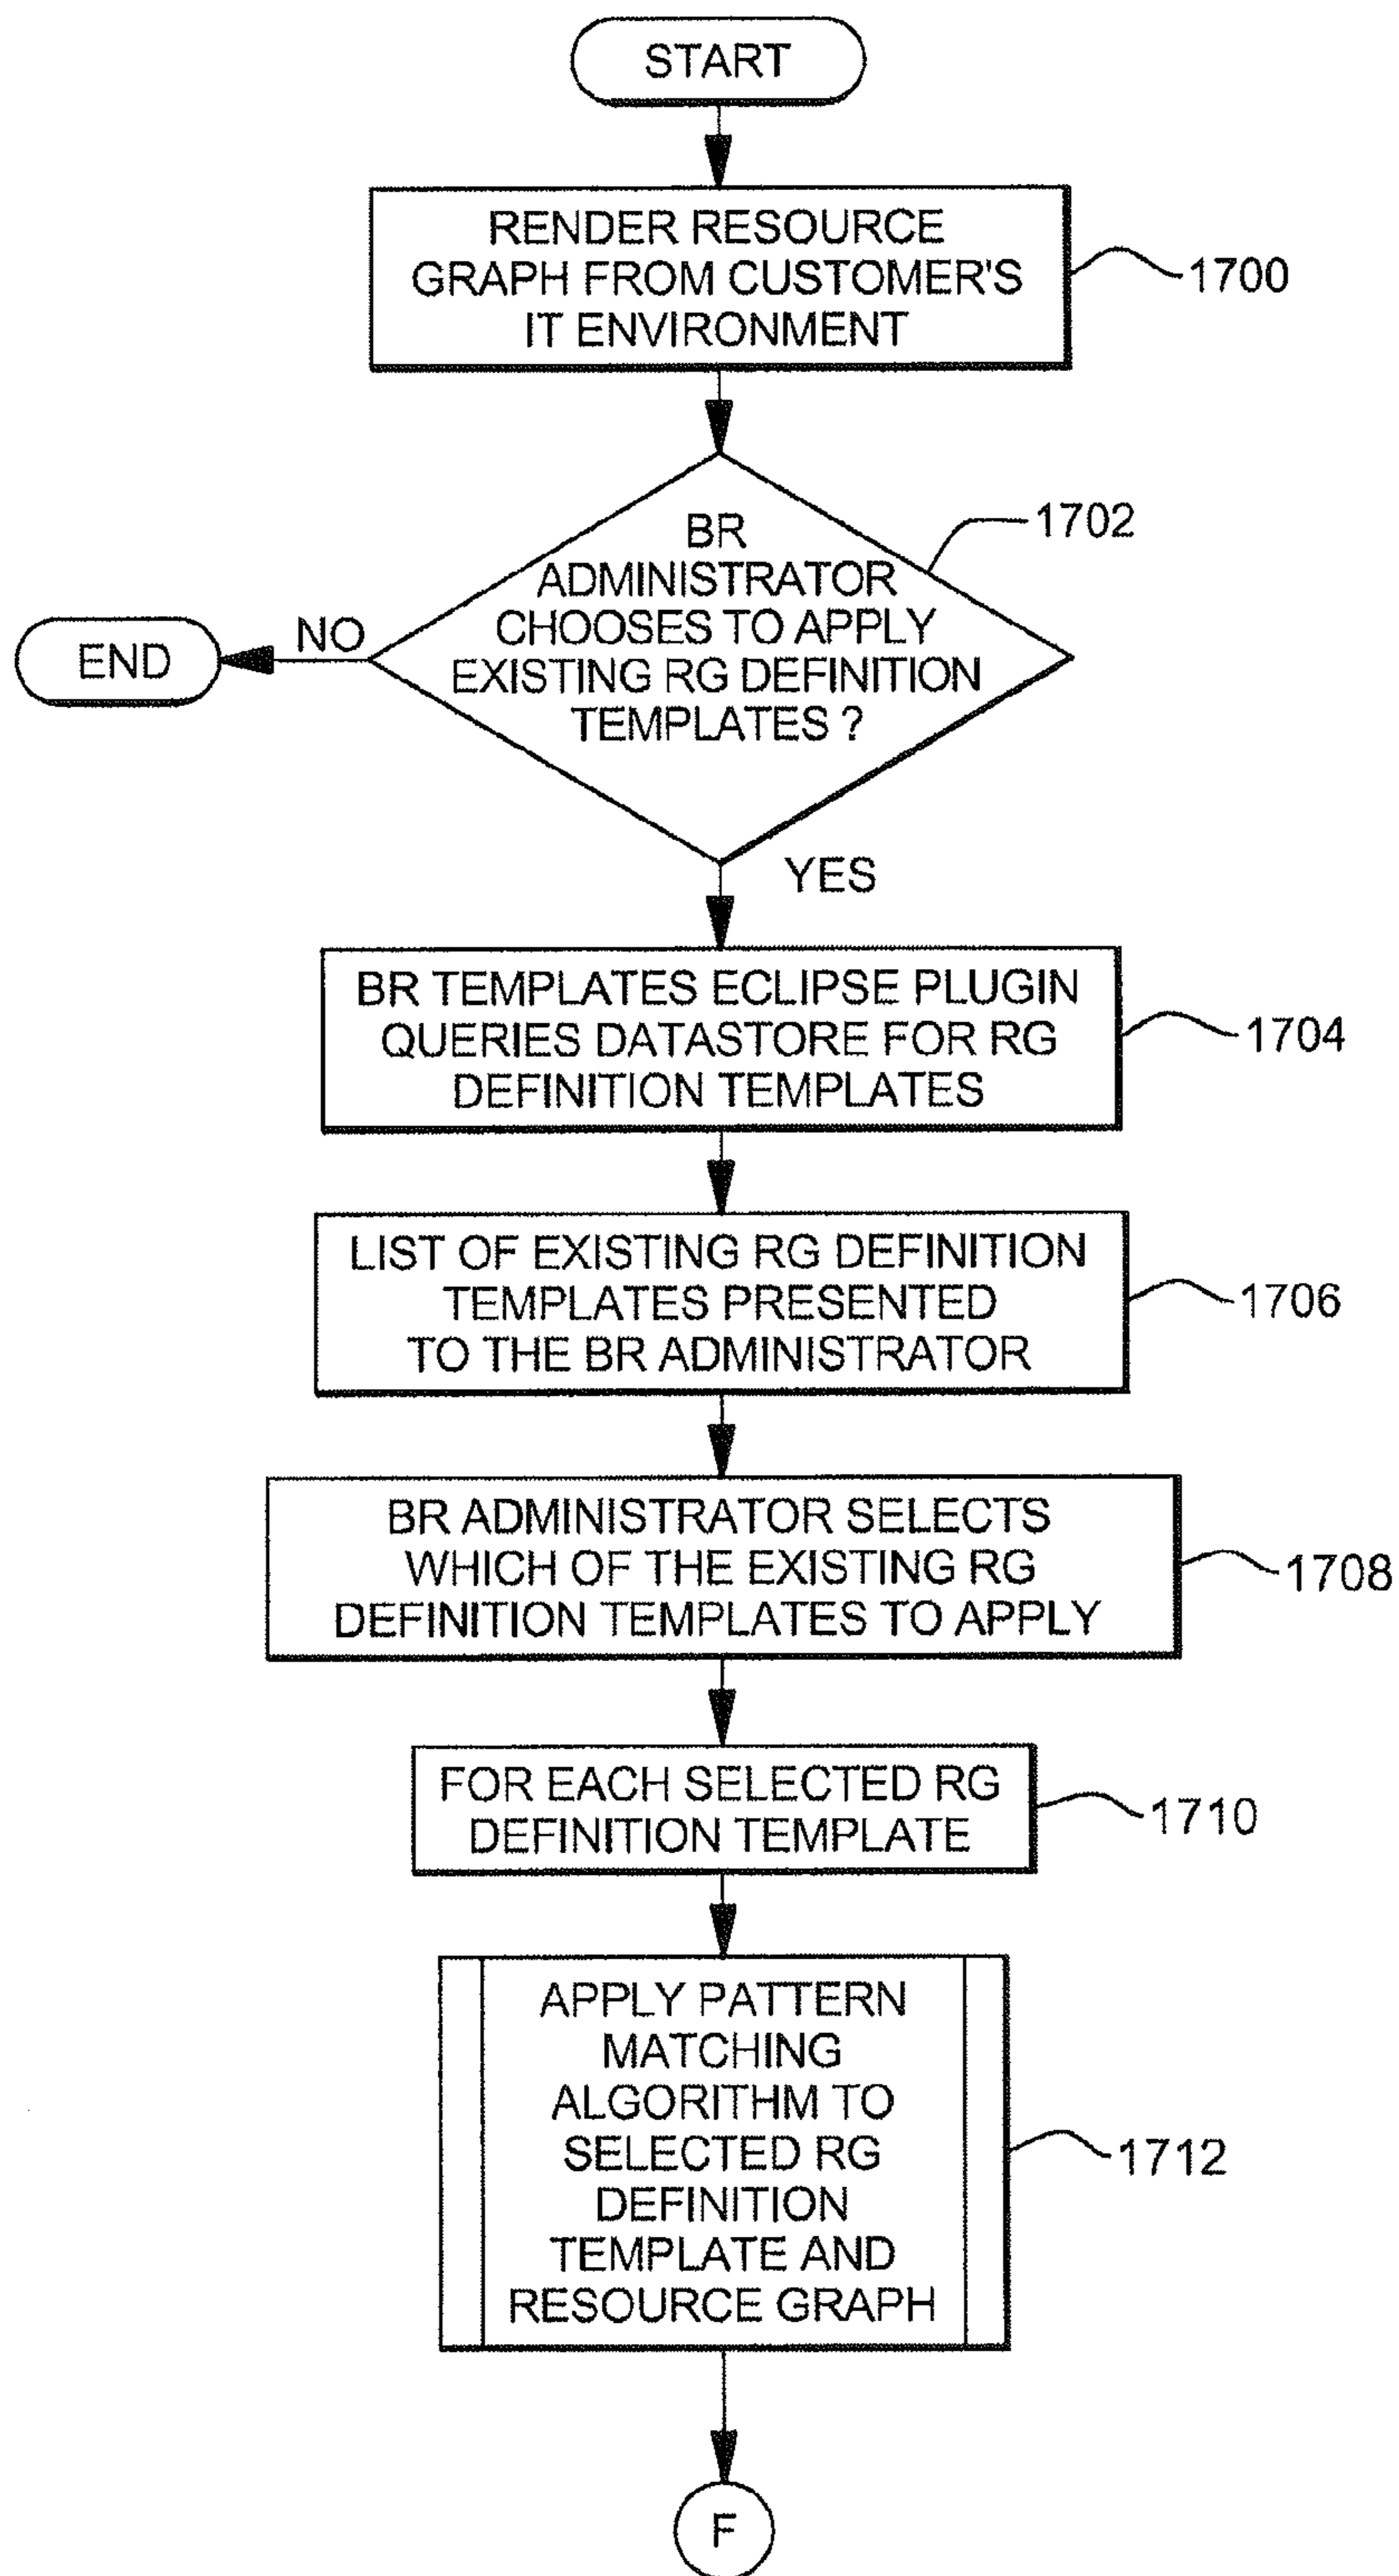 START
RENDER RESOURCE
GRAPH FROM CUSTOMER'S
IT ENVIRONMENT
1700
BR
ADMINISTRATOR
CHOOSES TO APPLY
EXISTING RG DEFINITION
TEMPLATES ?
1702
NO
END
YES
BR TEMPLATES ECLIPSE PLUGIN
QUERIES DATASTORE FOR RG
DEFINITION TEMPLATES
1704
LIST OF EXISTING RG DEFINITION
TEMPLATES PRESENTED
TO THE BR ADMINISTRATOR
1706
BR ADMINISTRATOR SELECTS
WHICH OF THE EXISTING RG
DEFINITION TEMPLATES TO APPLY
1708
FOR EACH SELECTED RG
DEFINITION TEMPLATE
1710
APPLY PATTERN
MATCHING
ALGORITHM TO
SELECTED RG
DEFINITION
TEMPLATE AND
RESOURCE GRAPH
1712
F